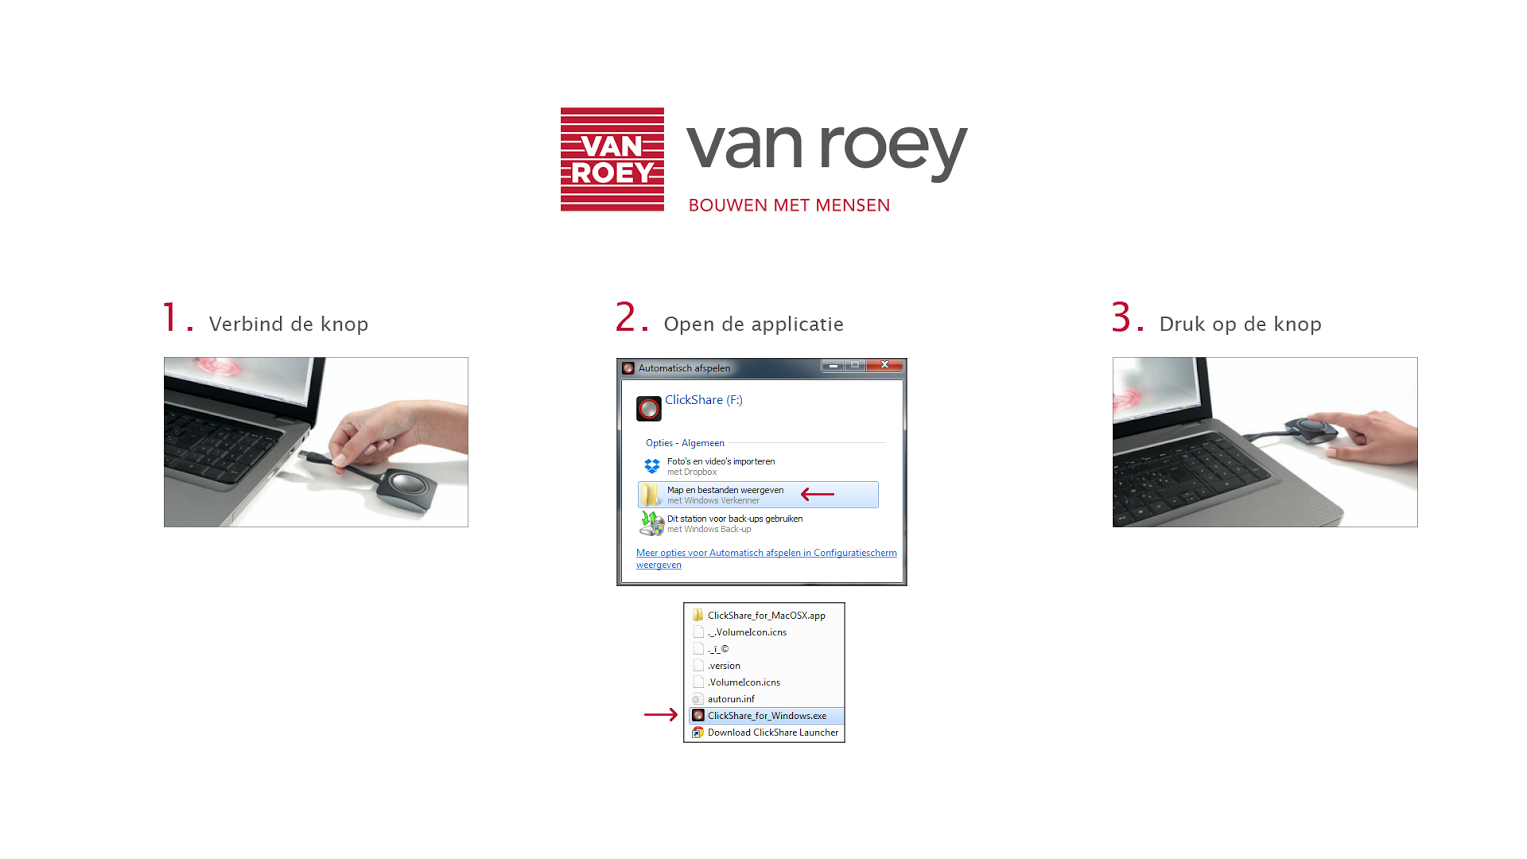 VAN
ROEY
van roey
BOUWEN MET MENSEN
1. Verbind de knop
2. Open de applicatie
Automatisch afspelen
ClickShare (F:)
Opties - Algemeen
Foto's en video's importeren
met Dropbox
Map en bestanden weergeven
met Windows Verkenner
Dit station voor back-ups gebruiken
met Windows Back-up
Meer opties voor Automatisch afspelen in Configuratiescherm
weergeven
ClickShare_for_MacOSX.app
._.VolumeIcon.icns
._ï_©
.version
.VolumeIcon.icns
autorun.inf
ClickShare_for_Windows.exe
Download ClickShare Launcher
3. Druk op de knop